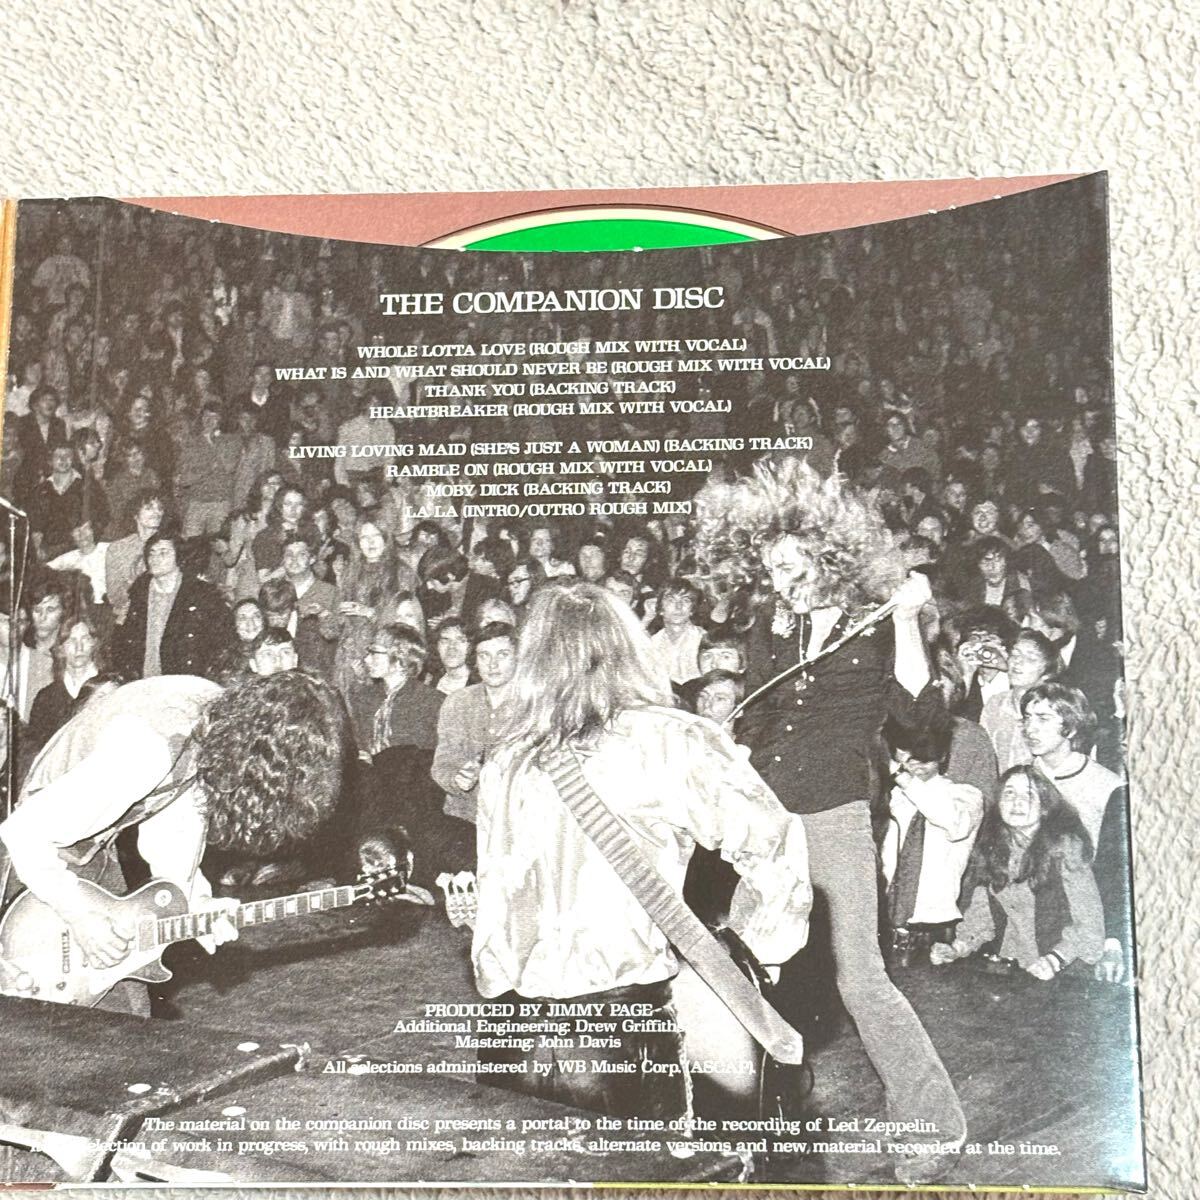 THE COMPANION DISC
WHOLE LOTTA LOVE (ROUGH MIX WITH VOCAL)
WHAT IS AND WHAT SHOULD NEVER BE (ROUGH MIX WITH VOCAL)
THANK YOU (BACKING TRACK)
HEARTBREAKER (ROUGH MIX WITH VOCAL)
LIVING LOVING MAID (SHE'S JUST A WOMAN) (BACKING TRACK)
RAMBLE ON (ROUGH MIX WITH VOCAL)
MOBY DICK (BACKING TRACK)
LA LA (INTRO/OUTRO ROUGH MIX)
PRODUCED BY JIMMY PAGE
Additional Engineering: Drew Griffiths
Mastering: John Davis
All selections administered by WB Music Corp. (ASCAP).
The material on the companion disc presents a portal to the time of the recording of Led Zeppelin.
selection of work in progress, with rough mixes, backing tracks, alternate versions and new material recorded at the time.